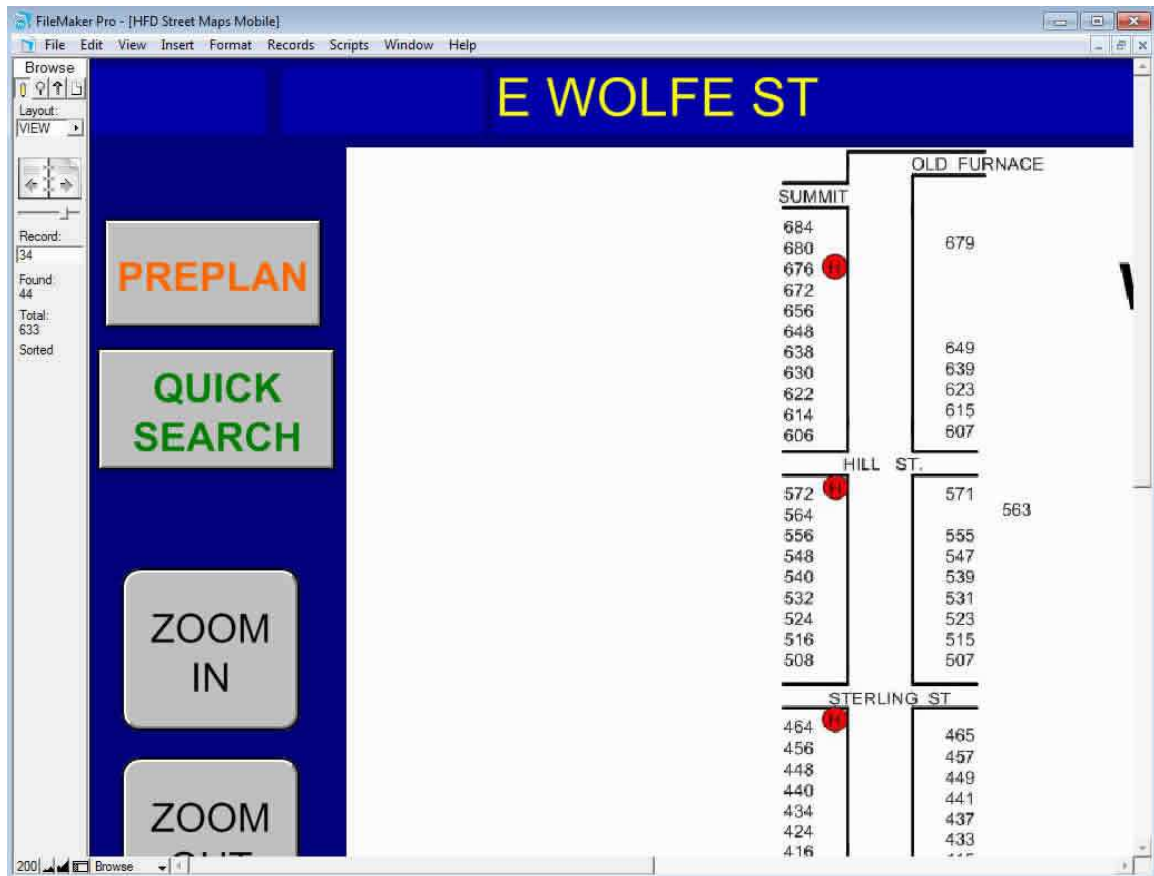 FileMaker Pro - [HFD Street Maps Mobile]
File Edit View Insert Format Records Scripts Window Help
Browse
Layout:
VIEW
Record:
34
Found:
44
Total:
633
Sorted
E WOLFE ST
PREPLAN
QUICK
SEARCH
ZOOM
IN
ZOOM
OUT
OLD FURNACE
SUMMIT
684
680 679
676 H
672
656
648
638 649
630 639
622 623
614 615
606 607
HILL ST.
572 H 571
564 563
556 555
548 547
540 539
532 531
524 523
516 515
508 507
STERLING ST
464 H 465
456 457
448 449
440 441
434 437
424 433
416
200 Browse